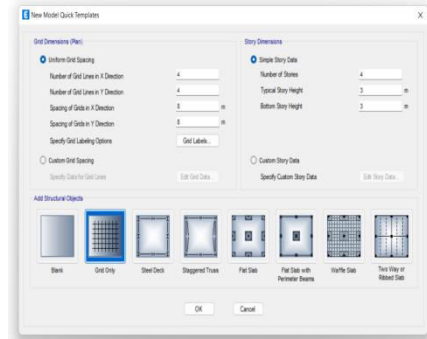 New Model Quick Templates
Grid Dimensions (Plan)
Uniform Grid Spacing
Number of Grid Lines in X Direction 4
Number of Grid Lines in Y Direction 4
Spacing of Grids in X Direction 8 m
Spacing of Grids in Y Direction 8 m
Specify Grid Labeling Options Grid Labels...
Custom Grid Spacing
Specify Data for Grid Lines Edit Grid Data...
Story Dimensions
Simple Story Data
Number of Stories 4
Typical Story Height 3 m
Bottom Story Height 3 m
Custom Story Data
Specify Custom Story Data Edit Story Data...
Add Structural Objects
Blank
Grid Only
Steel Deck
Staggered Truss
Flat Slab
Flat Slab with
Perimeter Beams
Waffle Slab
Two Way or
Ribbed Slab
OK Cancel